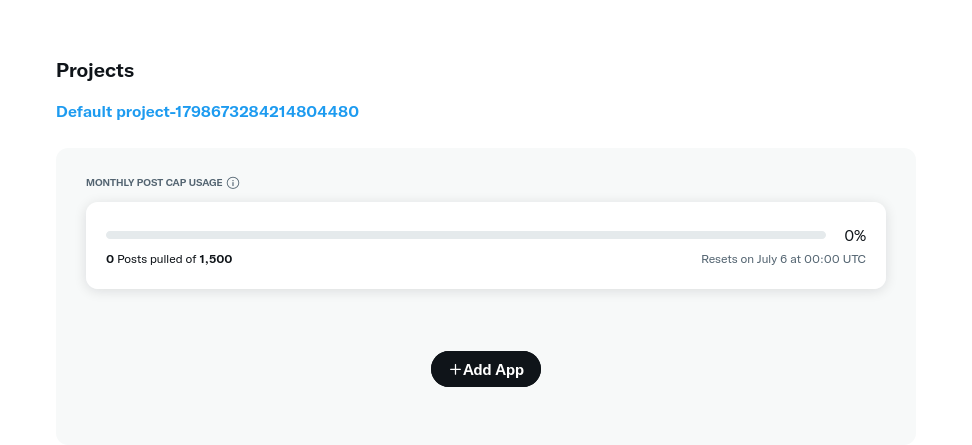 Projects
Default project-1798673284214804480
MONTHLY POST CAP USAGE
0%
0 Posts pulled of 1,500
Resets on July 6 at 00:00 UTC
+Add App